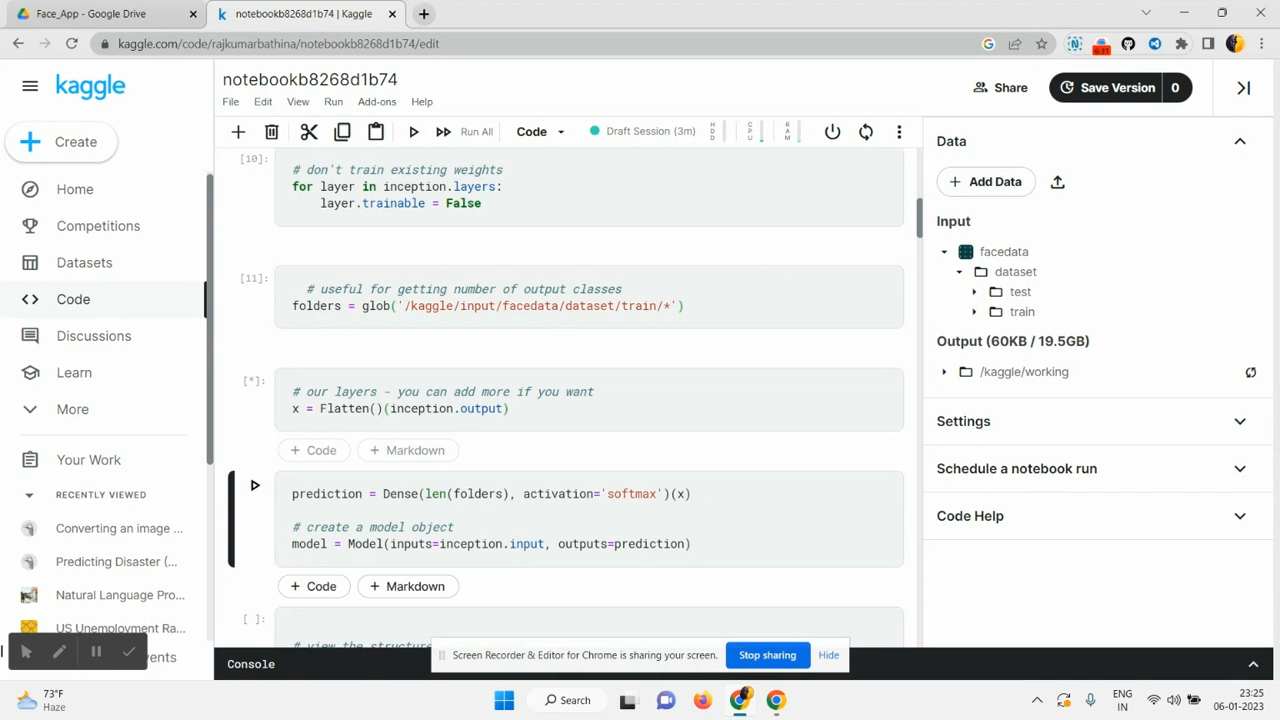 Face_App - Google Drive
notebookb8268d1b74 | Kaggle
kaggle.com/code/rajkumarbathina/notebookb8268d1b74/edit
kaggle
Create
Home
Competitions
Datasets
Code
Discussions
Learn
More
Your Work
RECENTLY VIEWED
Converting an image ...
Predicting Disaster (...
Natural Language Pro...
US Unemployment Ra...
notebookb8268d1b74
File Edit View Run Add-ons Help
Share
Save Version 0
Run All
Code
Draft Session (3m)
HDD
CPU
RAM
[10]:
# don't train existing weights
for layer in inception.layers:
layer.trainable = False
[11]:
# useful for getting number of output classes
folders = glob('/kaggle/input/facedata/dataset/train/*')
[*]:
# our layers - you can add more if you want
x = Flatten()(inception.output)
+ Code + Markdown
prediction = Dense(len(folders), activation='softmax')(x)
# create a model object
model = Model(inputs=inception.input, outputs=prediction)
+ Code + Markdown
[ ]:
# view the structure
Console
Data
+ Add Data
Input
facedata
dataset
test
train
Output (60KB / 19.5GB)
/kaggle/working
Settings
Schedule a notebook run
Code Help
Screen Recorder & Editor for Chrome is sharing your screen.
Stop sharing
Hide
73°F
Haze
Search
ENG
IN
23:25
06-01-2023